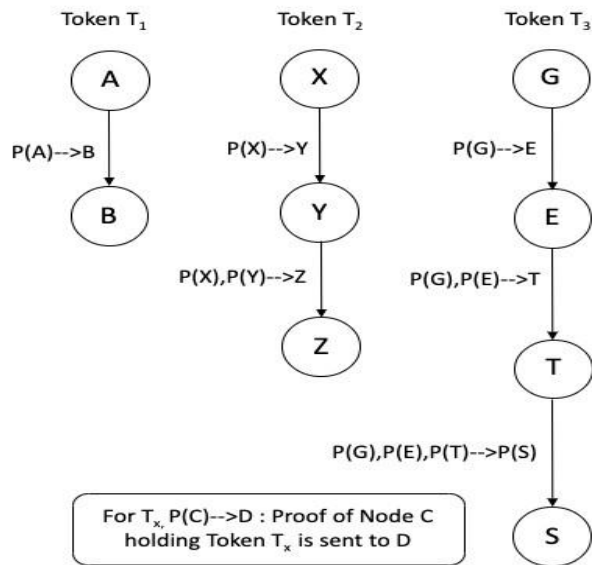 Token T₁ Token T₂ Token T₃
A X G
P(A)-->B P(X)-->Y P(G)-->E
B Y E
P(X),P(Y)-->Z P(G),P(E)-->T
Z T
P(G),P(E),P(T)-->P(S)
For Tₓ, P(C)-->D : Proof of Node C
holding Token Tₓ is sent to D
S